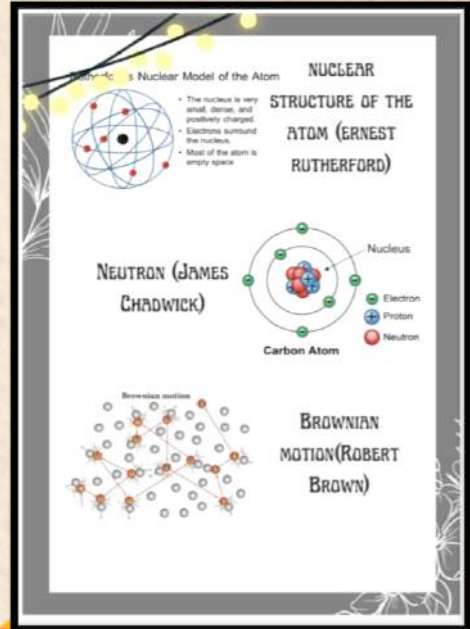 Nuclear Model of the Atom
• The nucleus is very
small, dense, and
positively charged.
• Electrons surround
the nucleus.
• Most of the atom is
empty space
NUCLEAR
STRUCTURE OF THE
ATOM (ERNEST
RUTHERFORD)
NEUTRON (JAMES
CHADWICK)
Nucleus
Electron
Proton
Neutron
Carbon Atom
Brownian motion
BROWNIAN
MOTION(ROBERT
BROWN)